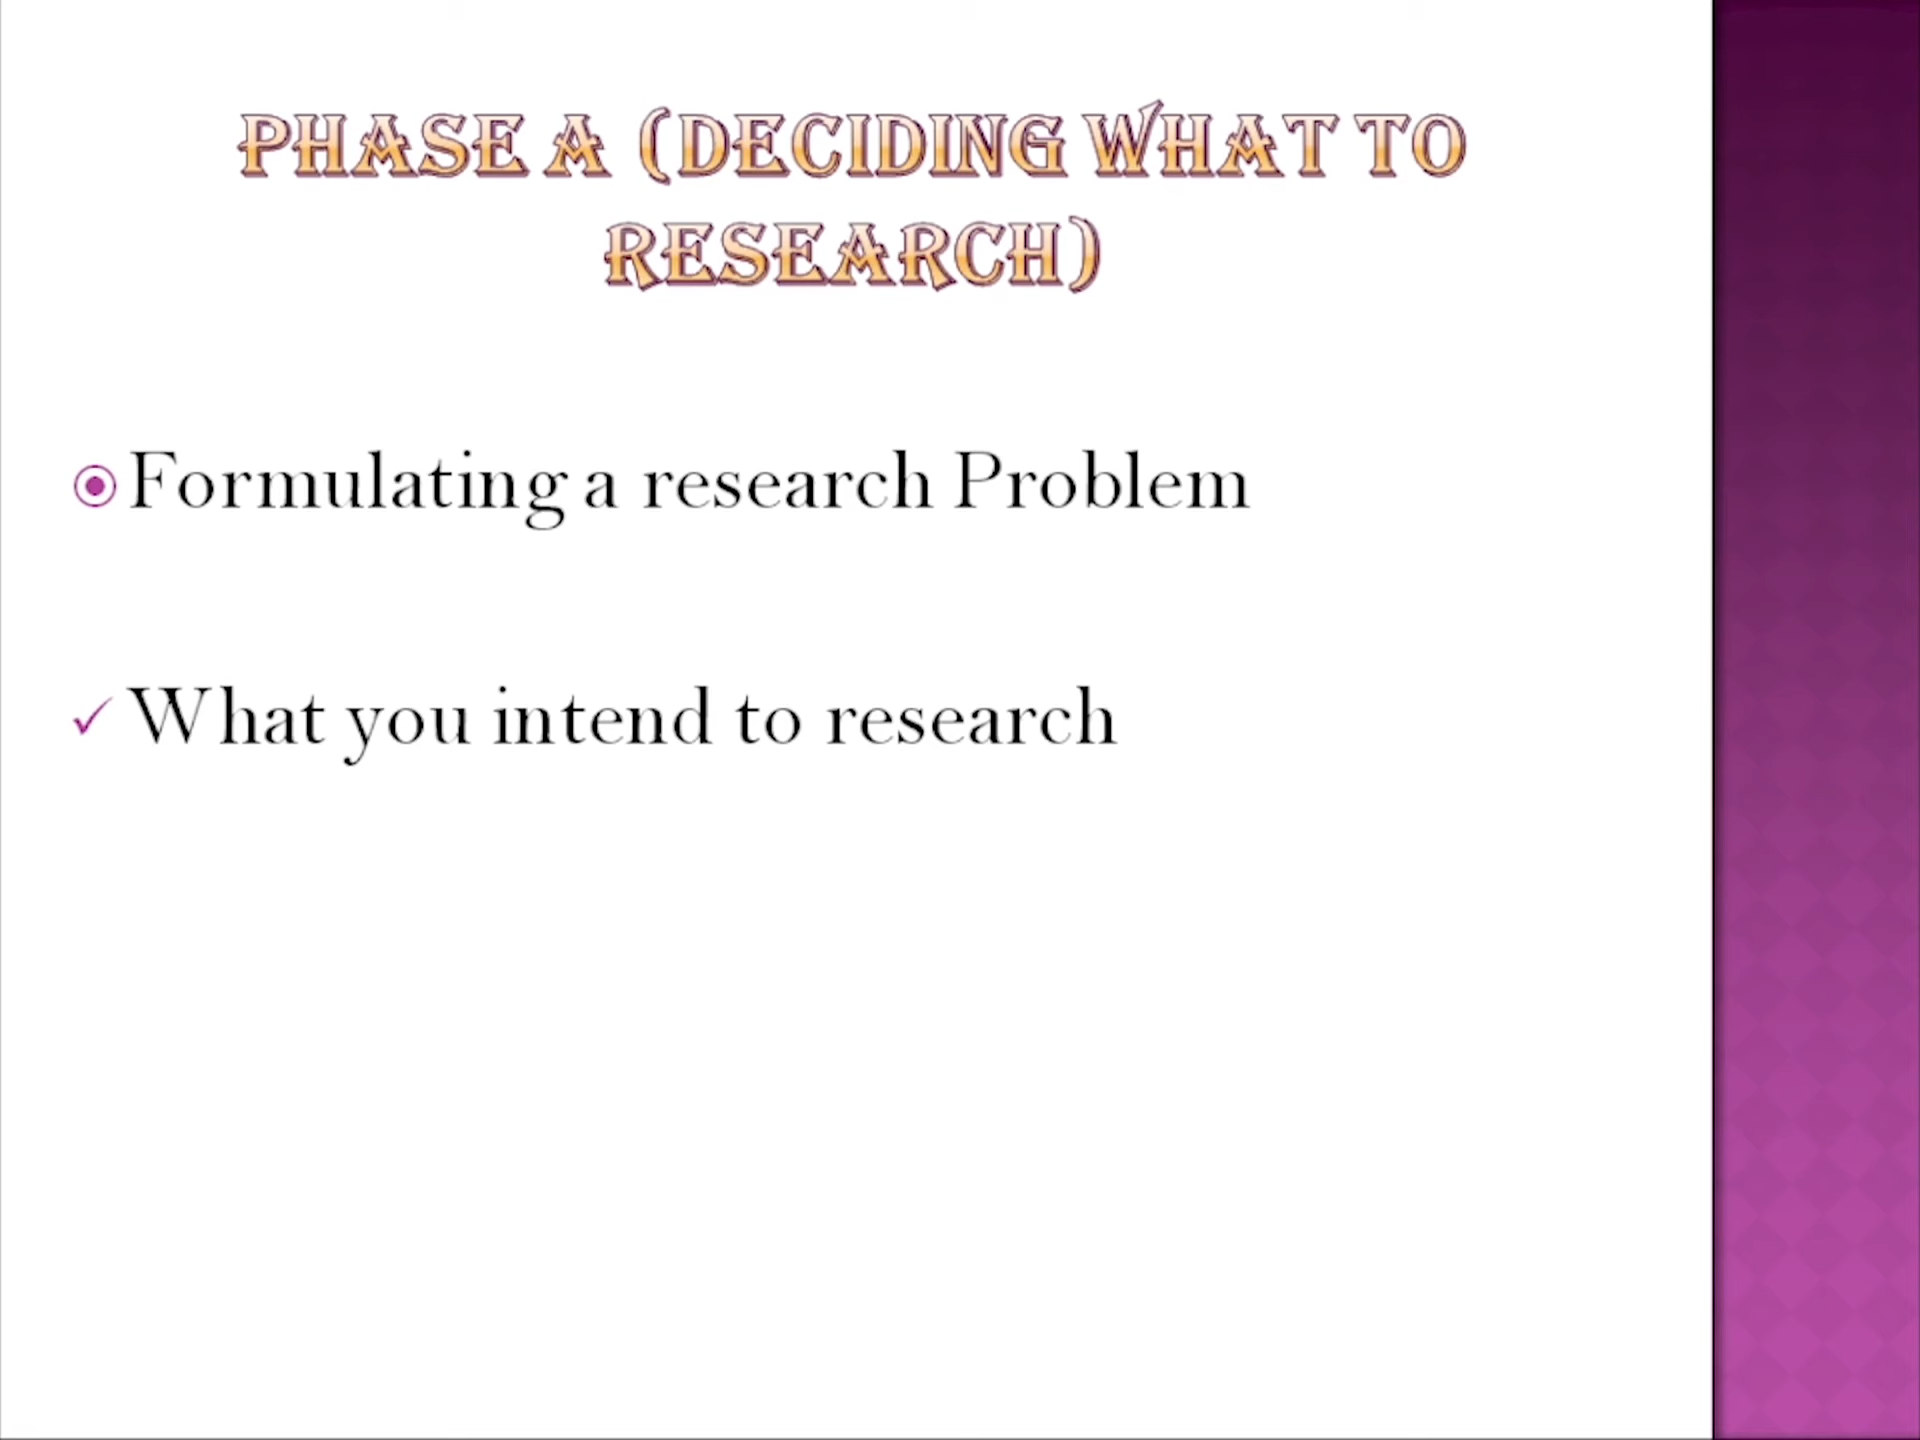 PHASE A (DECIDING WHAT TO
RESEARCH)
Formulating a research Problem
What you intend to research